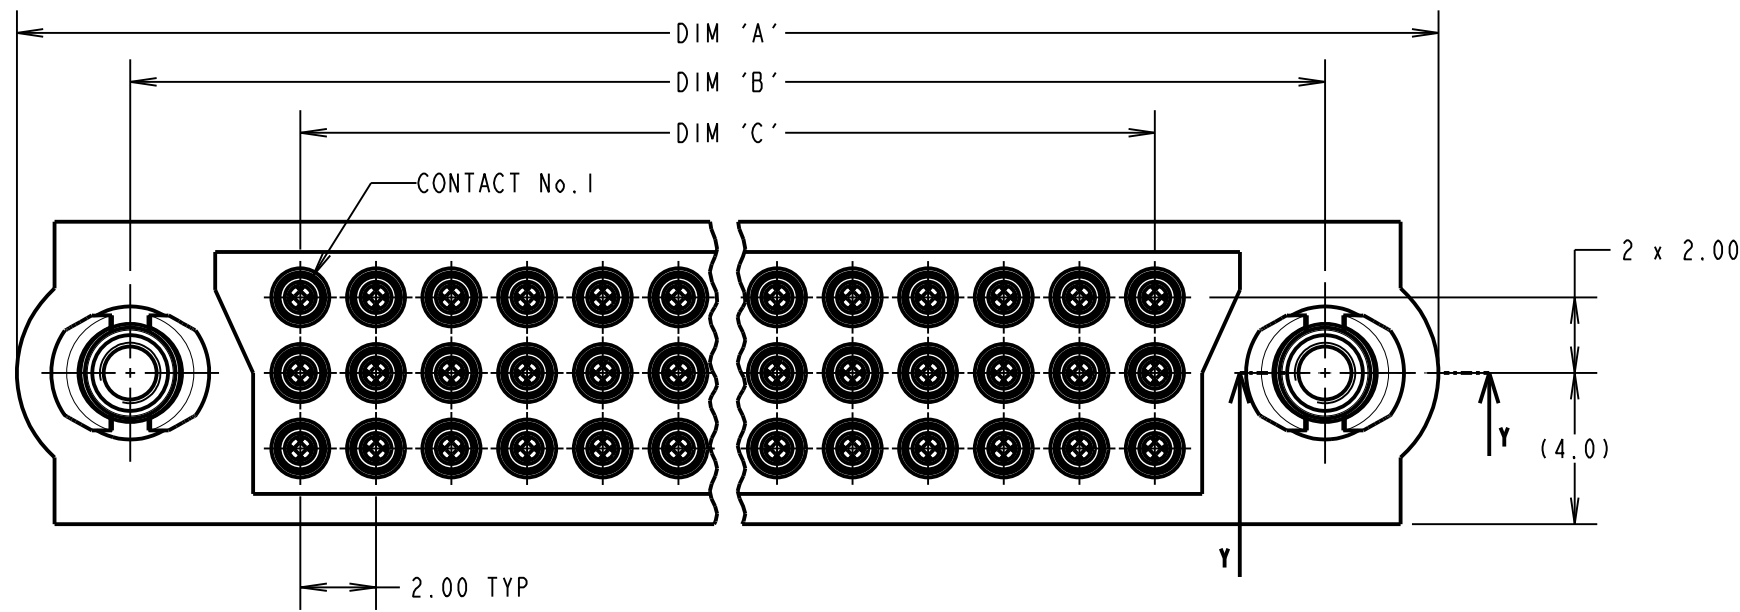 DIM 'A'
DIM 'B'
DIM 'C'
CONTACT No.1
2 x 2.00
Y
(4.0)
Y
2.00 TYP